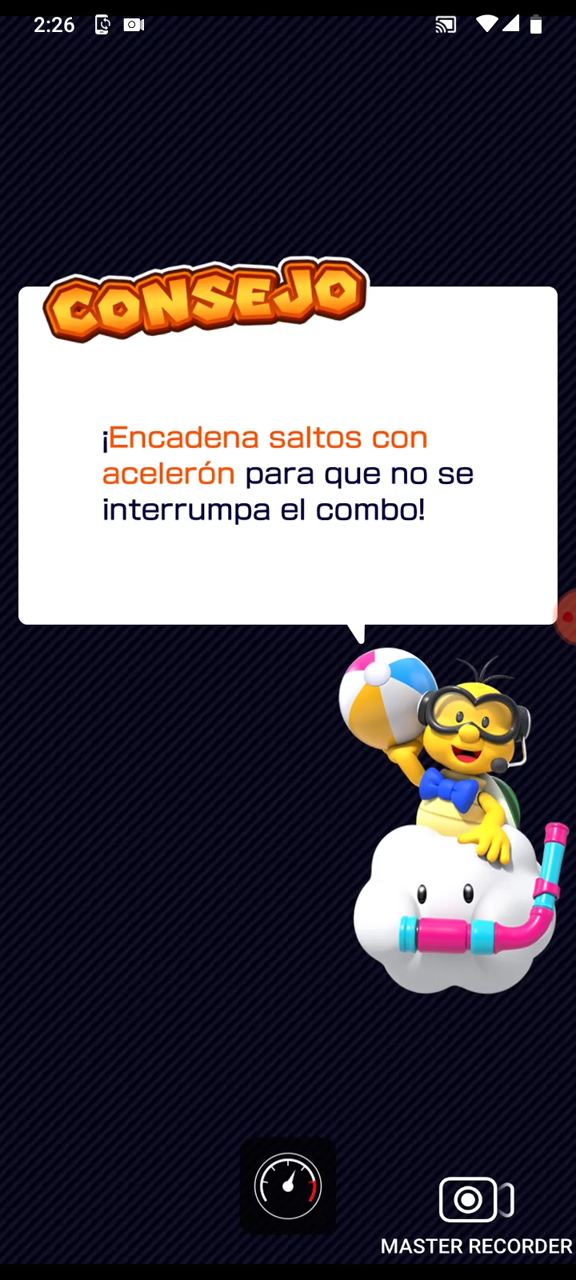 2:26
CONSEJO
¡Encadena saltos con
acelerón para que no se
interrumpa el combo!
MASTER RECORDER